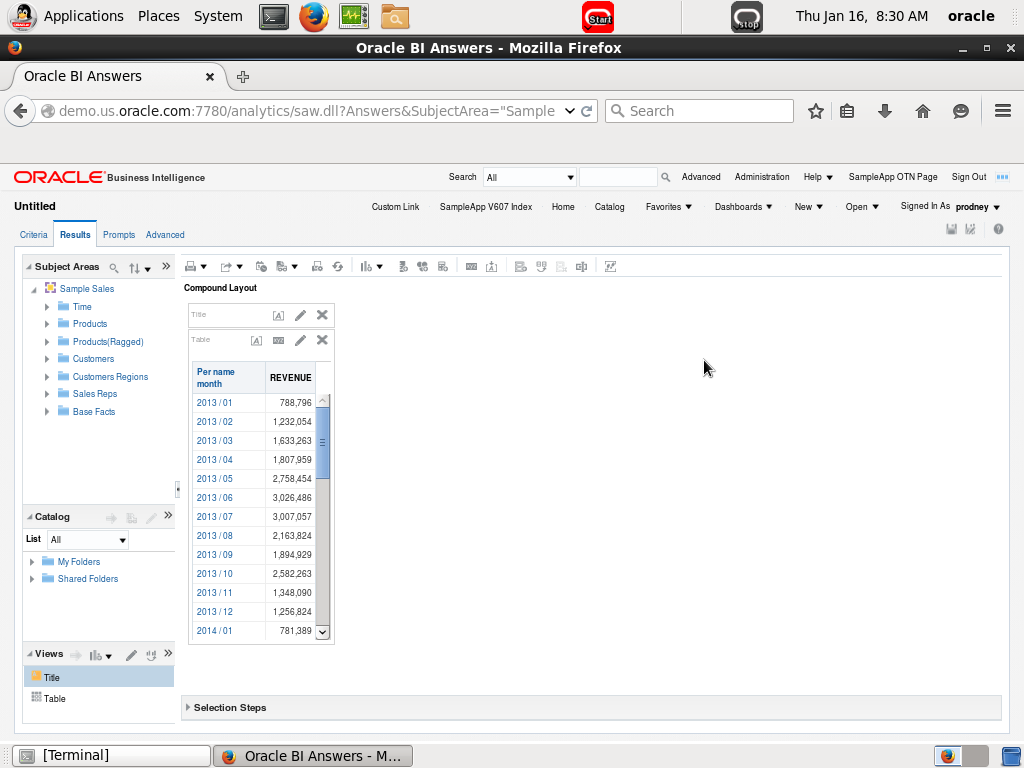 Applications Places System Start stop Thu Jan 16, 8:30 AM oracle
Oracle BI Answers - Mozilla Firefox
Oracle BI Answers
demo.us.oracle.com:7780/analytics/saw.dll?Answers&SubjectArea="Sample Search
ORACLE Business Intelligence Search All Advanced Administration Help SampleApp OTN Page Sign Out
Untitled Custom Link SampleApp V607 Index Home Catalog Favorites Dashboards New Open Signed In As prodney
Criteria Results Prompts Advanced
Subject Areas
Compound Layout
Sample Sales
Time
Products
Products(Ragged)
Customers
Customers Regions
Sales Reps
Base Facts
Title
Table
Per name month REVENUE
2013 / 01 788,796
2013 / 02 1,232,054
2013 / 03 1,633,263
2013 / 04 1,807,959
2013 / 05 2,758,454
2013 / 06 3,026,486
2013 / 07 3,007,057
2013 / 08 2,163,824
2013 / 09 1,894,929
2013 / 10 2,582,263
2013 / 11 1,348,090
2013 / 12 1,256,824
2014 / 01 781,389
Catalog
List All
My Folders
Shared Folders
Views
Title
Table
Selection Steps
[Terminal] Oracle BI Answers - M...